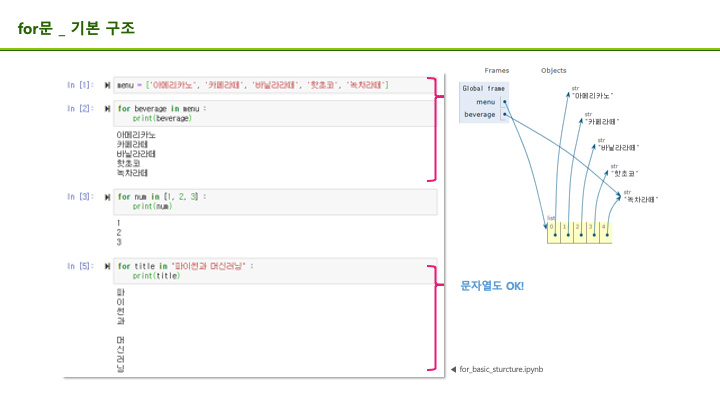 for문 _ 기본 구조
In [1]: menu = ['아메리카노', '카페라떼', '바닐라라떼', '핫초코', '녹차라떼']
In [2]: for beverage in menu :
print(beverage)
아메리카노
카페라떼
바닐라라떼
핫초코
녹차라떼
In [3]: for num in [1, 2, 3] :
print(num)
1
2
3
In [5]: for title in "파이썬과 머신러닝" :
print(title)
파
이
썬
과
머
신
러
닝
Frames
Objects
Global frame
menu
beverage
str
"아메리카노"
str
"카페라떼"
str
"바닐라라떼"
str
"핫초코"
str
"녹차라떼"
list
0 1 2 3 4
문자열도 OK!
◀ for_basic_sturcture.ipynb